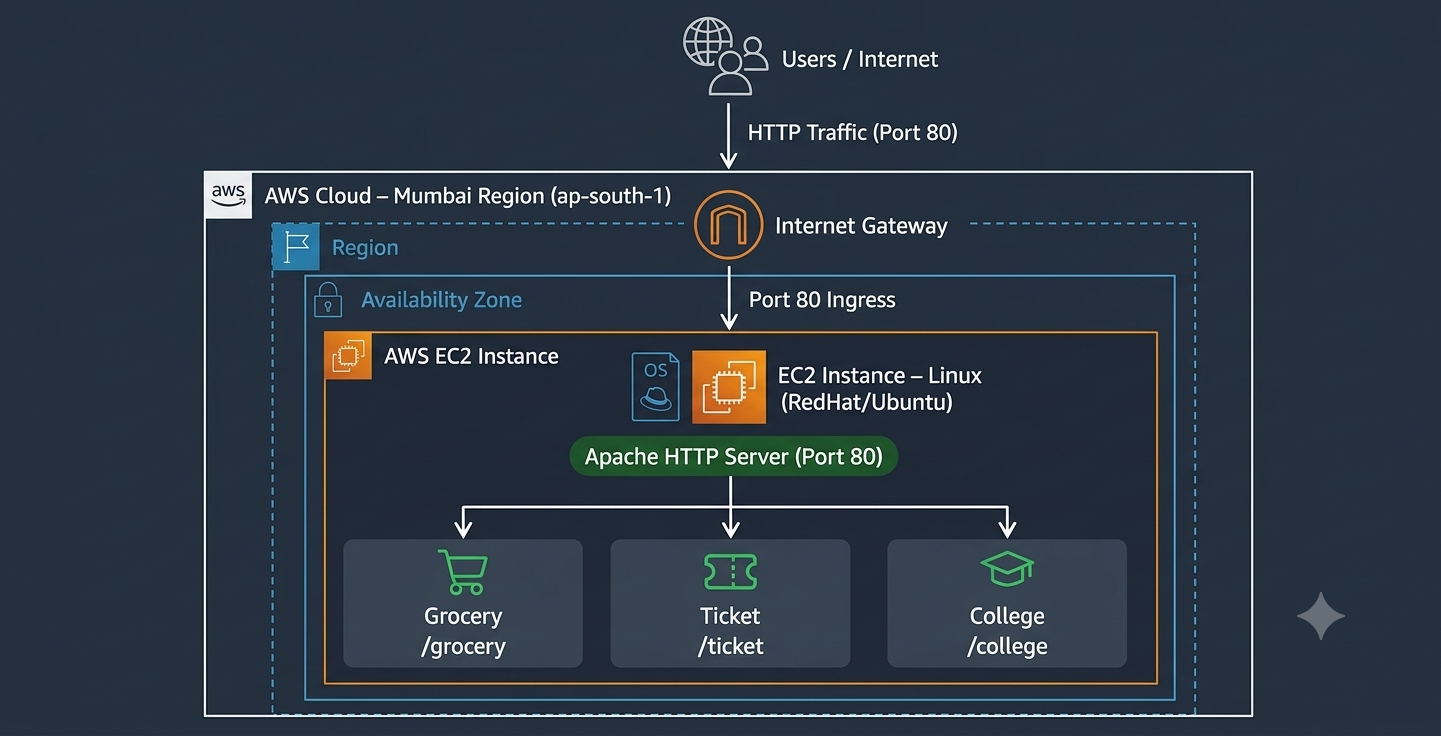 Users / Internet
HTTP Traffic (Port 80)
aws
AWS Cloud – Mumbai Region (ap-south-1)
Internet Gateway
Region
Availability Zone
Port 80 Ingress
AWS EC2 Instance
OS
EC2 Instance – Linux
(RedHat/Ubuntu)
Apache HTTP Server (Port 80)
Grocery
/grocery
Ticket
/ticket
College
/college